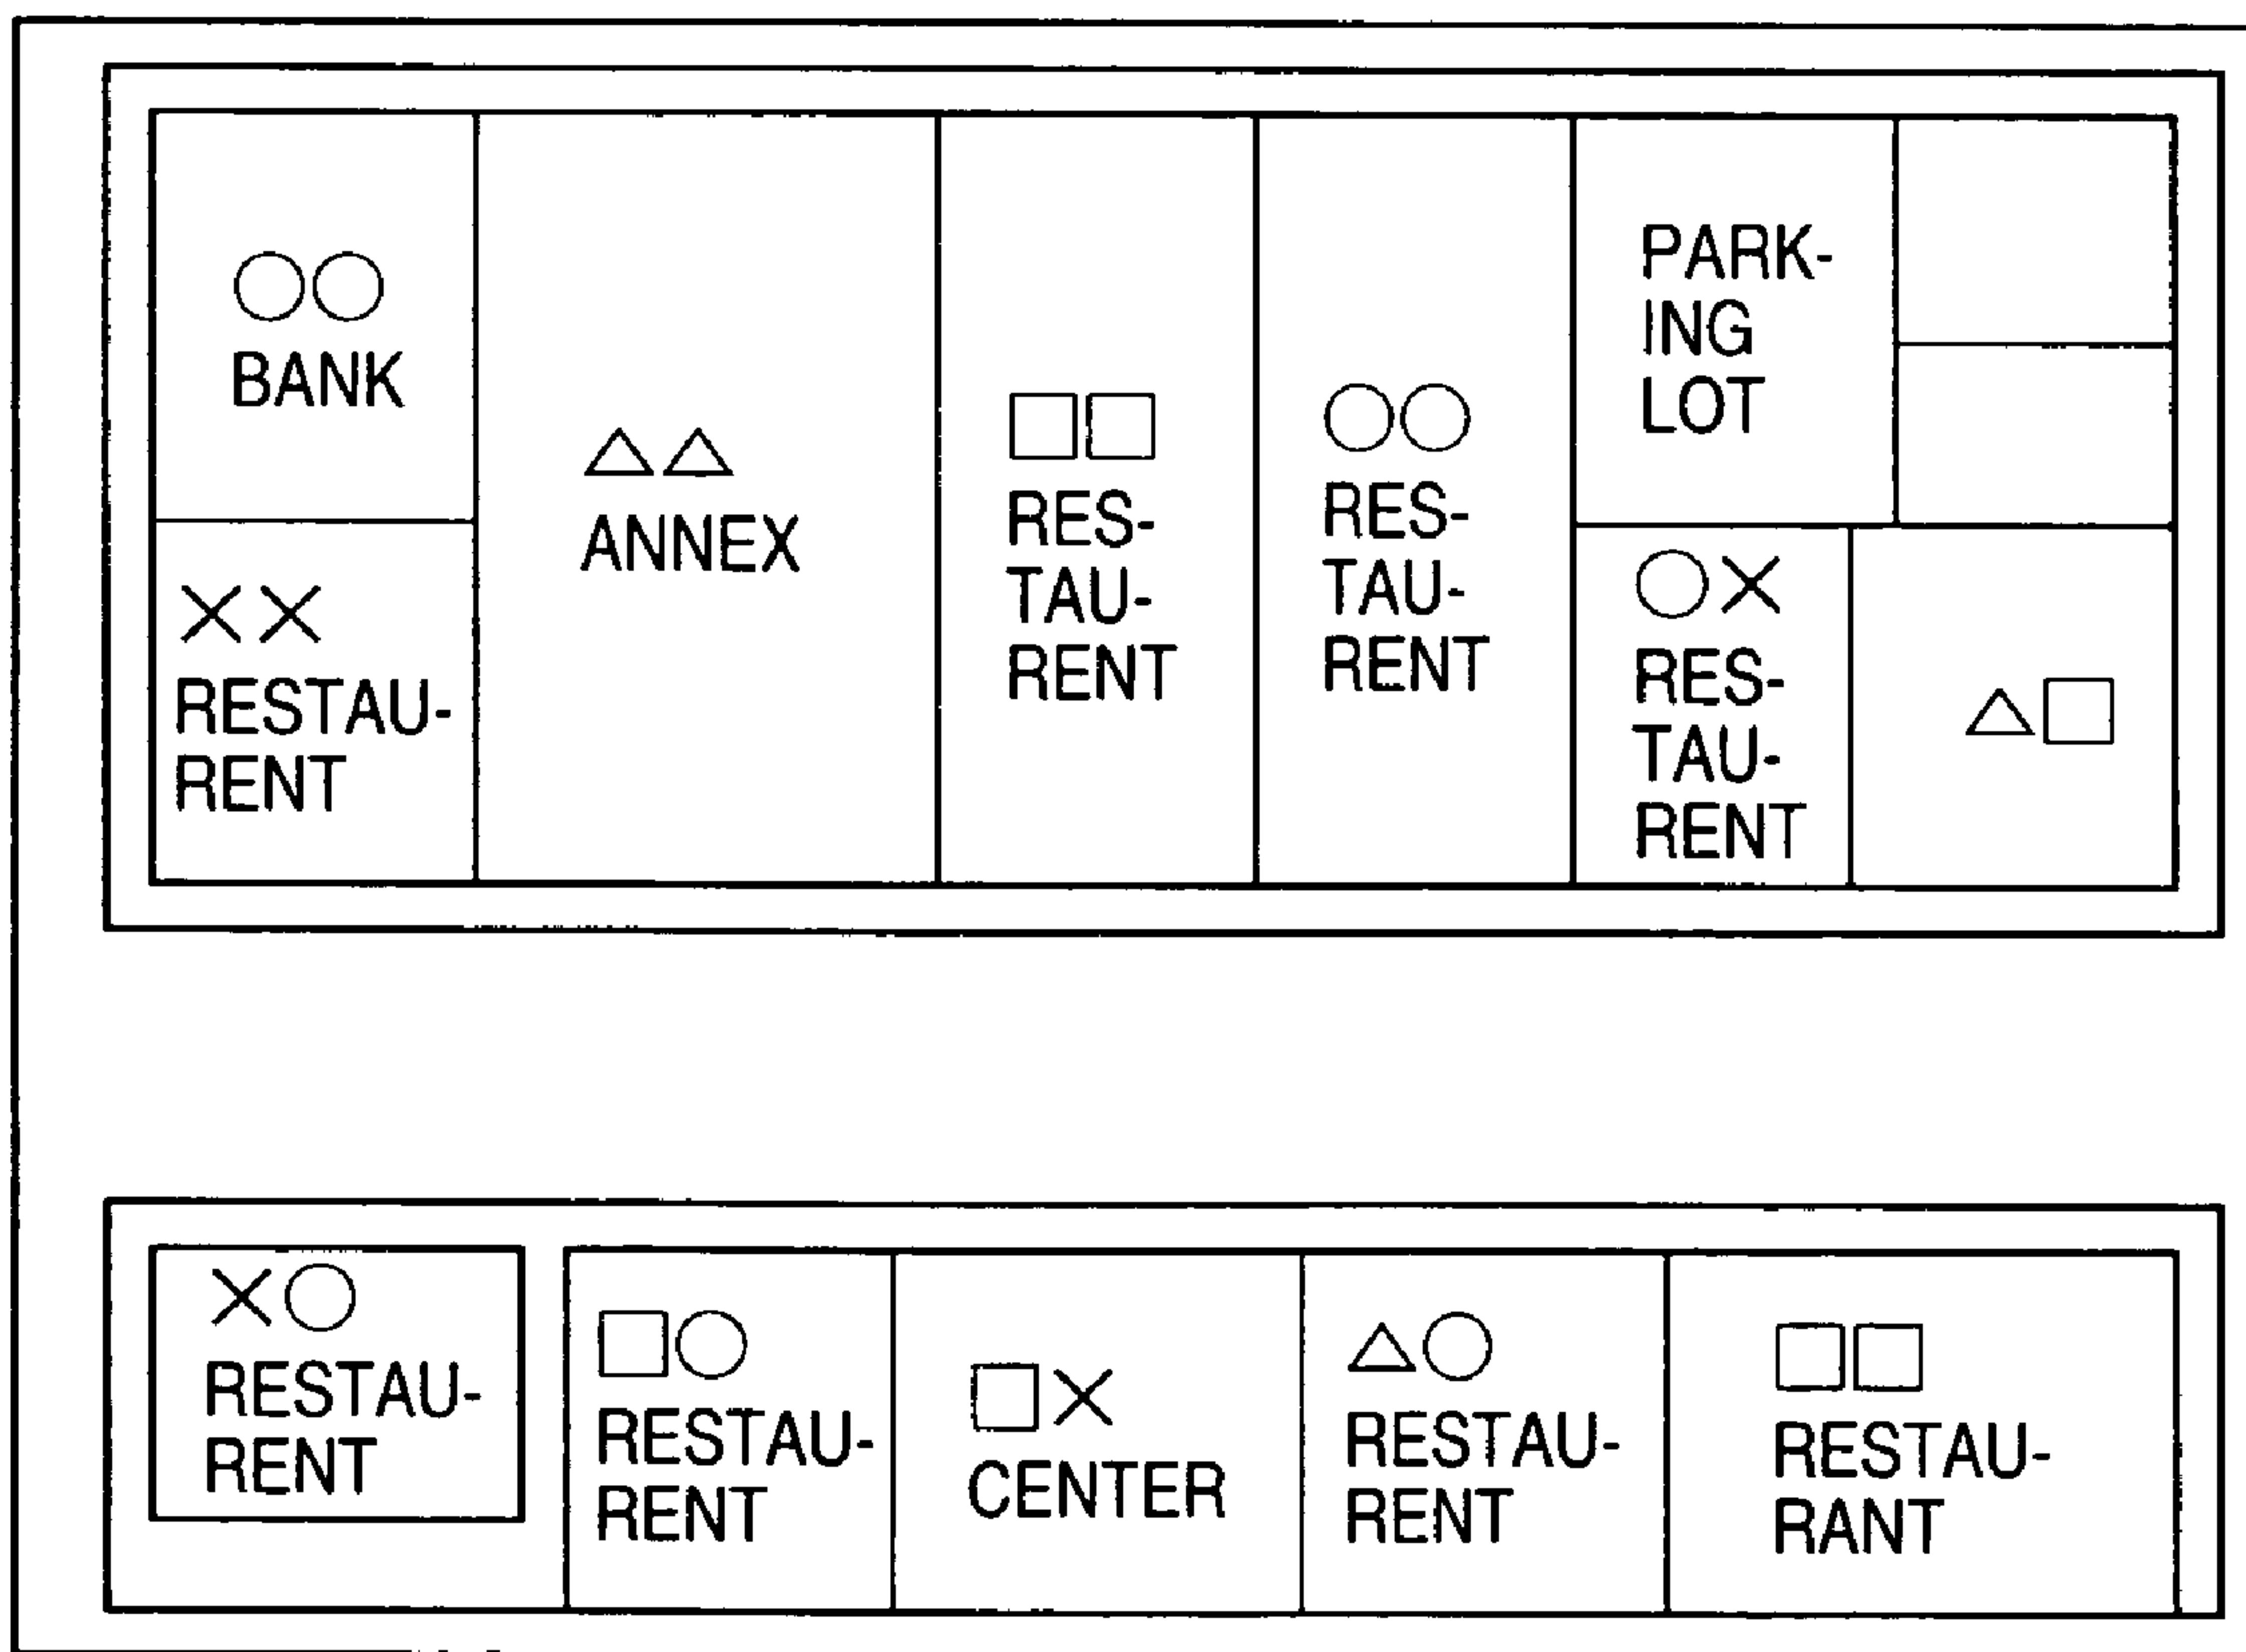 ○○
BANK
××
RESTAU-
RENT
△△
ANNEX
□□
RES-
TAU-
RENT
○○
RES-
TAU-
RENT
PARK-
ING
LOT
○×
RES-
TAU-
RENT
△□
×○
RESTAU-
RENT
□○
RESTAU-
RENT
□×
CENTER
△○
RESTAU-
RENT
□□
RESTAU-
RANT